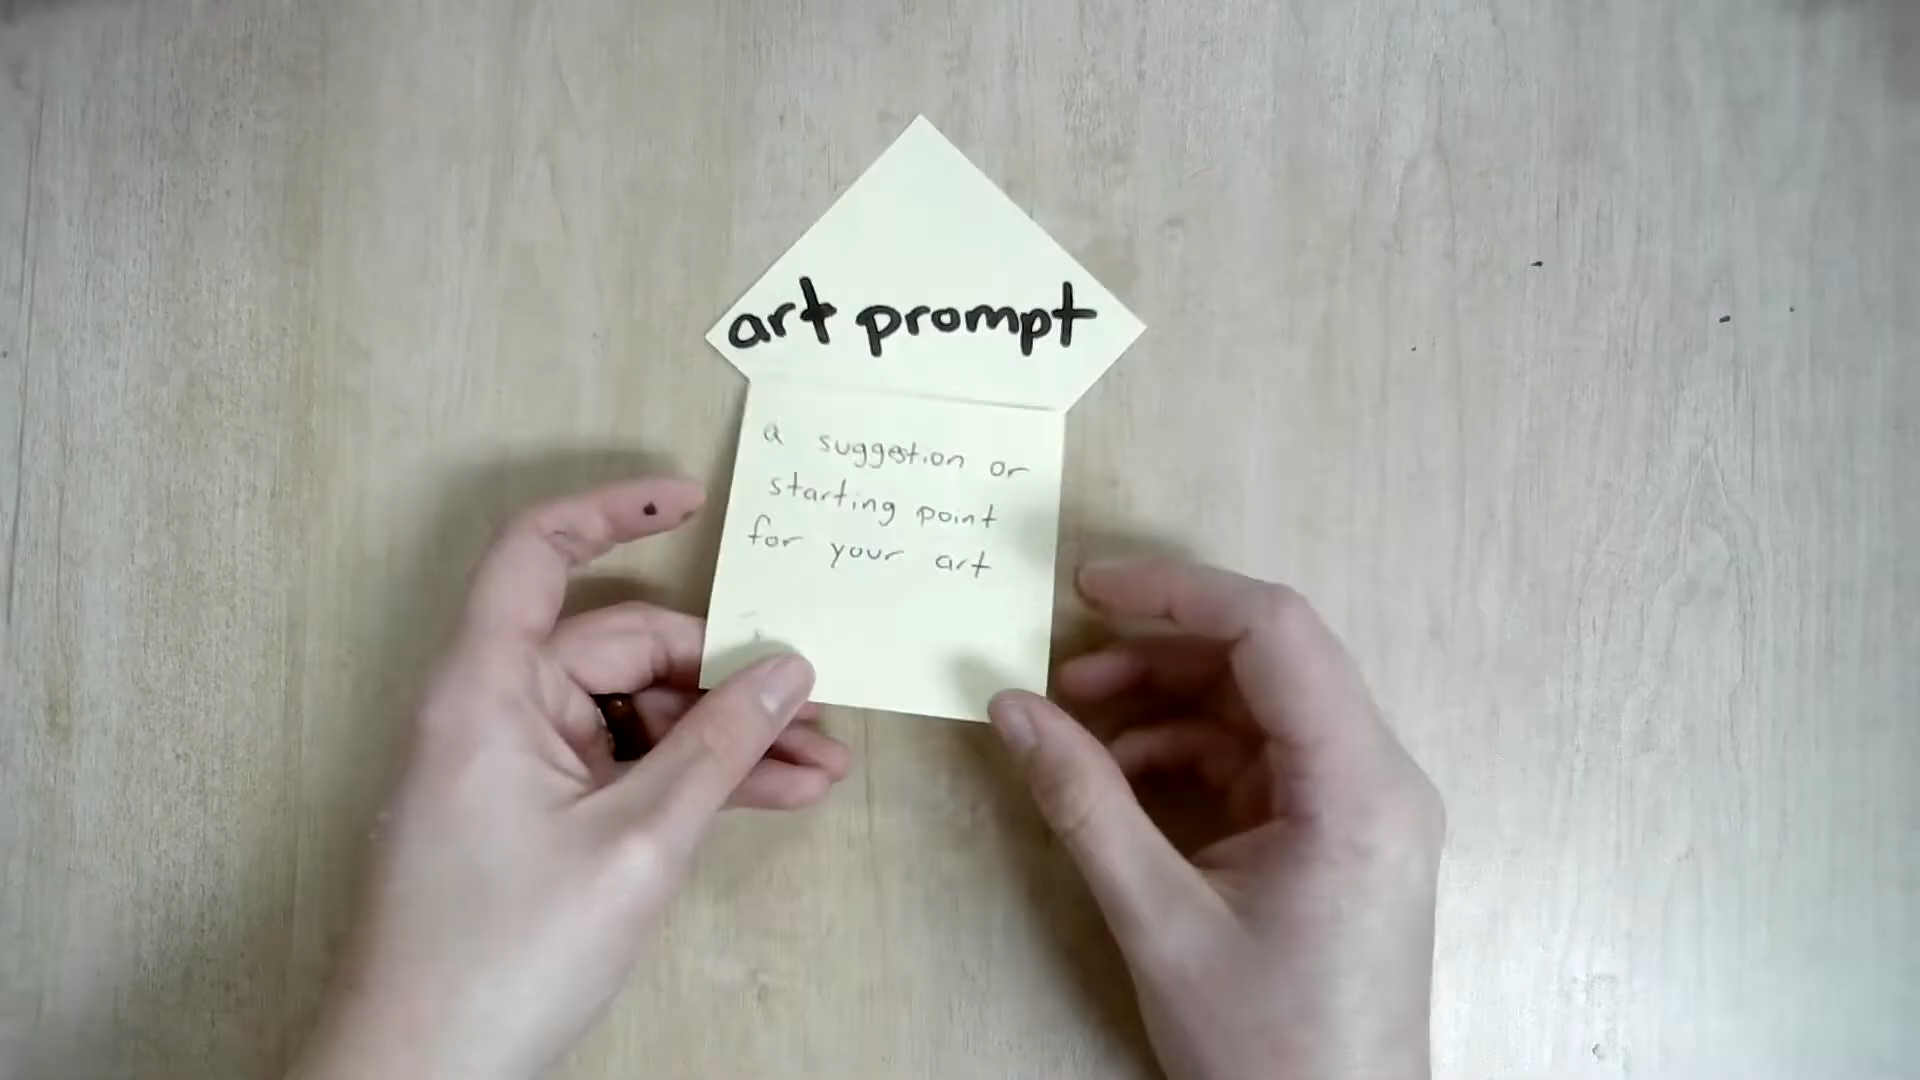 art prompt
a suggestion or
starting point
for your art